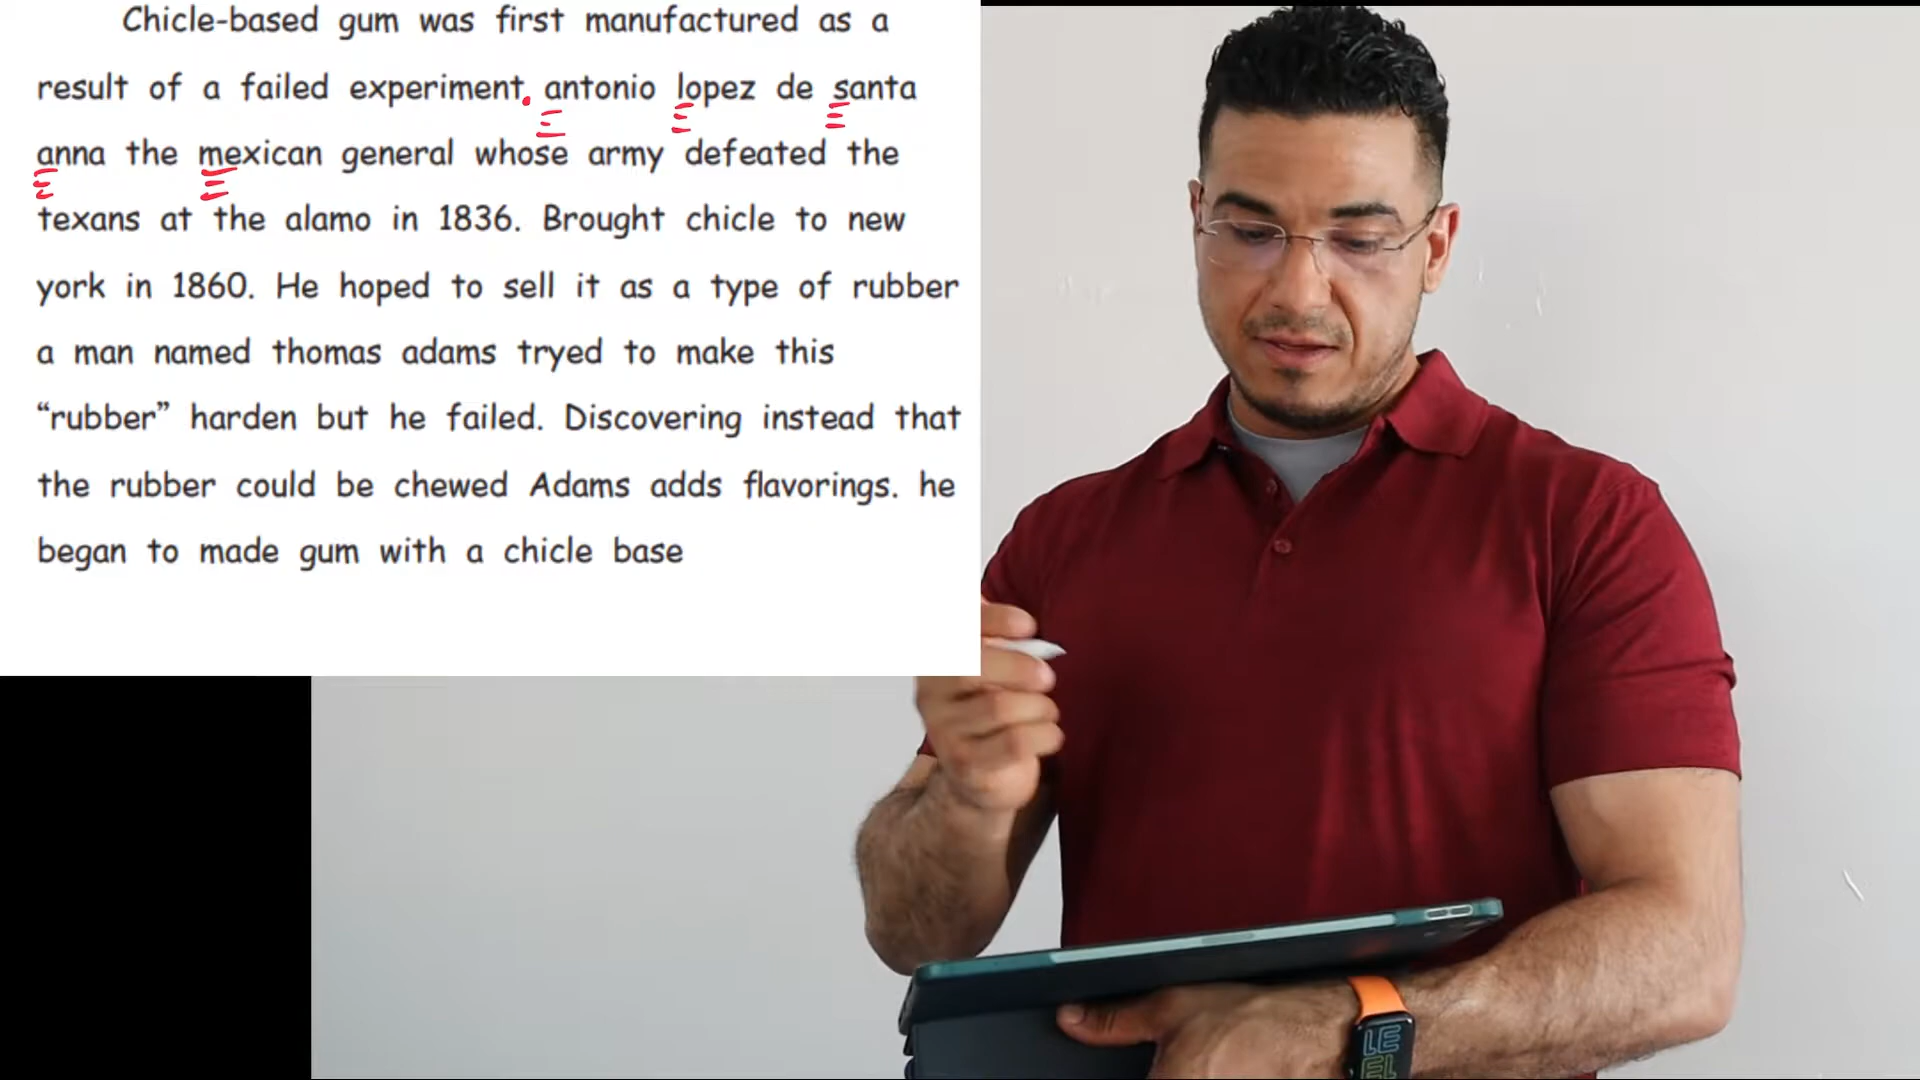 Chicle-based gum was first manufactured as a
result of a failed experiment. antonio lopez de santa
anna the mexican general whose army defeated the
texans at the alamo in 1836. Brought chicle to new
york in 1860. He hoped to sell it as a type of rubber
a man named thomas adams tryed to make this
“rubber” harden but he failed. Discovering instead that
the rubber could be chewed Adams adds flavorings. he
began to made gum with a chicle base